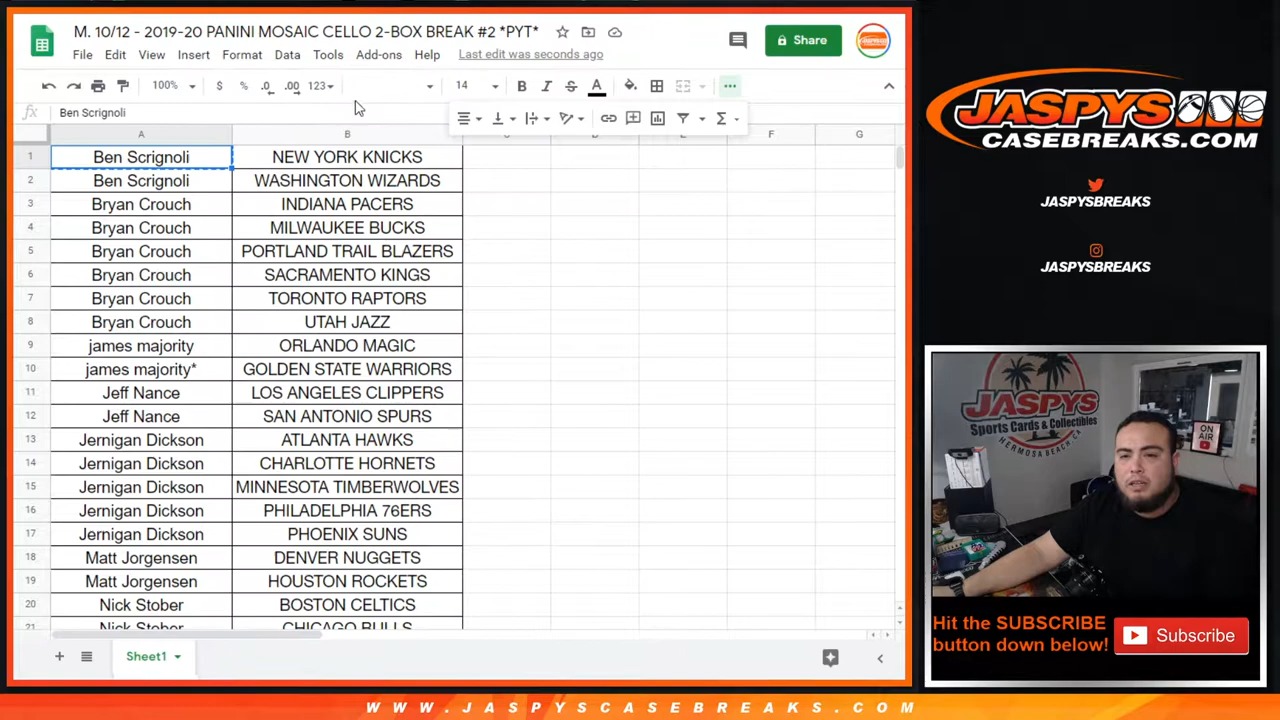 M. 10/12 - 2019-20 PANINI MOSAIC CELLO 2-BOX BREAK #2 *PYT*
Share
File Edit View Insert Format Data Tools Add-ons Help Last edit was seconds ago
100% $ % .0 .00 123 14 B I S A
fx Ben Scrignoli
A B F G
1 Ben Scrignoli NEW YORK KNICKS
2 Ben Scrignoli WASHINGTON WIZARDS
3 Bryan Crouch INDIANA PACERS
4 Bryan Crouch MILWAUKEE BUCKS
5 Bryan Crouch PORTLAND TRAIL BLAZERS
6 Bryan Crouch SACRAMENTO KINGS
7 Bryan Crouch TORONTO RAPTORS
8 Bryan Crouch UTAH JAZZ
9 james majority ORLANDO MAGIC
10 james majority* GOLDEN STATE WARRIORS
11 Jeff Nance LOS ANGELES CLIPPERS
12 Jeff Nance SAN ANTONIO SPURS
13 Jernigan Dickson ATLANTA HAWKS
14 Jernigan Dickson CHARLOTTE HORNETS
15 Jernigan Dickson MINNESOTA TIMBERWOLVES
16 Jernigan Dickson PHILADELPHIA 76ERS
17 Jernigan Dickson PHOENIX SUNS
18 Matt Jorgensen DENVER NUGGETS
19 Matt Jorgensen HOUSTON ROCKETS
20 Nick Stober BOSTON CELTICS
21 Nick Stober CHICAGO BULLS
Sheet1
JASPYS
CASEBREAKS.COM
JASPYSBREAKS
JASPYSBREAKS
JASPYS
Sports Cards & Collectibles
HERMOSA BEACH, CA
ON AIR
Hit the SUBSCRIBE
button down below!
Subscribe
WWW.JASPYSCASEBREAKS.COM